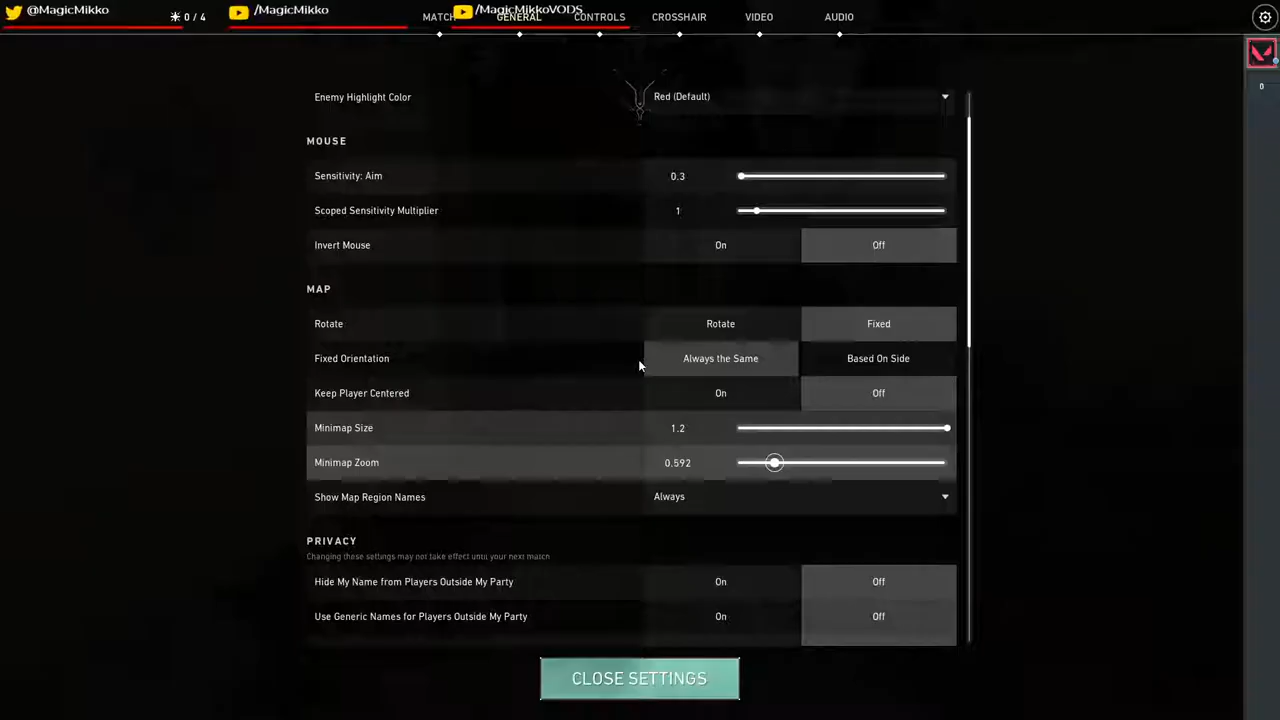 @MagicMikko
0 / 4
/MagicMikko
/MagicMikkoVODS
MATCH
GENERAL
CONTROLS
CROSSHAIR
VIDEO
AUDIO
0
Enemy Highlight Color
Red (Default)
MOUSE
Sensitivity: Aim
0.3
Scoped Sensitivity Multiplier
1
Invert Mouse
On
Off
MAP
Rotate
Rotate
Fixed
Fixed Orientation
Always the Same
Based On Side
Keep Player Centered
On
Off
Minimap Size
1.2
Minimap Zoom
0.592
Show Map Region Names
Always
PRIVACY
Changing these settings may not take effect until your next match
Hide My Name from Players Outside My Party
On
Off
Use Generic Names for Players Outside My Party
On
Off
CLOSE SETTINGS